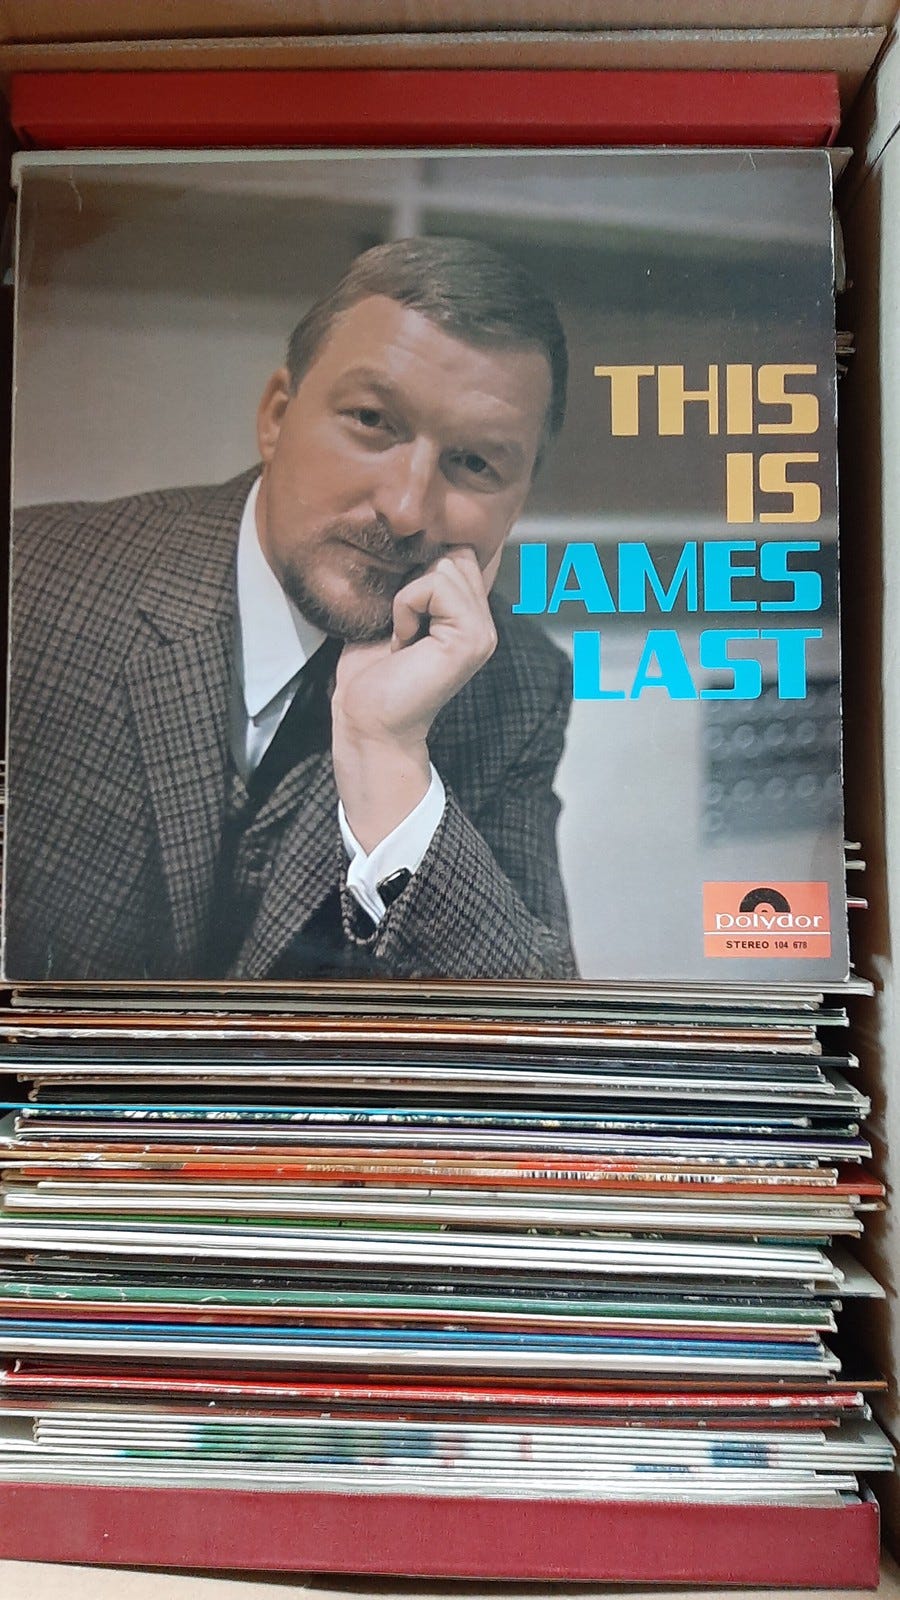 THIS
IS
JAMES
LAST
polydor
STEREO 104 678